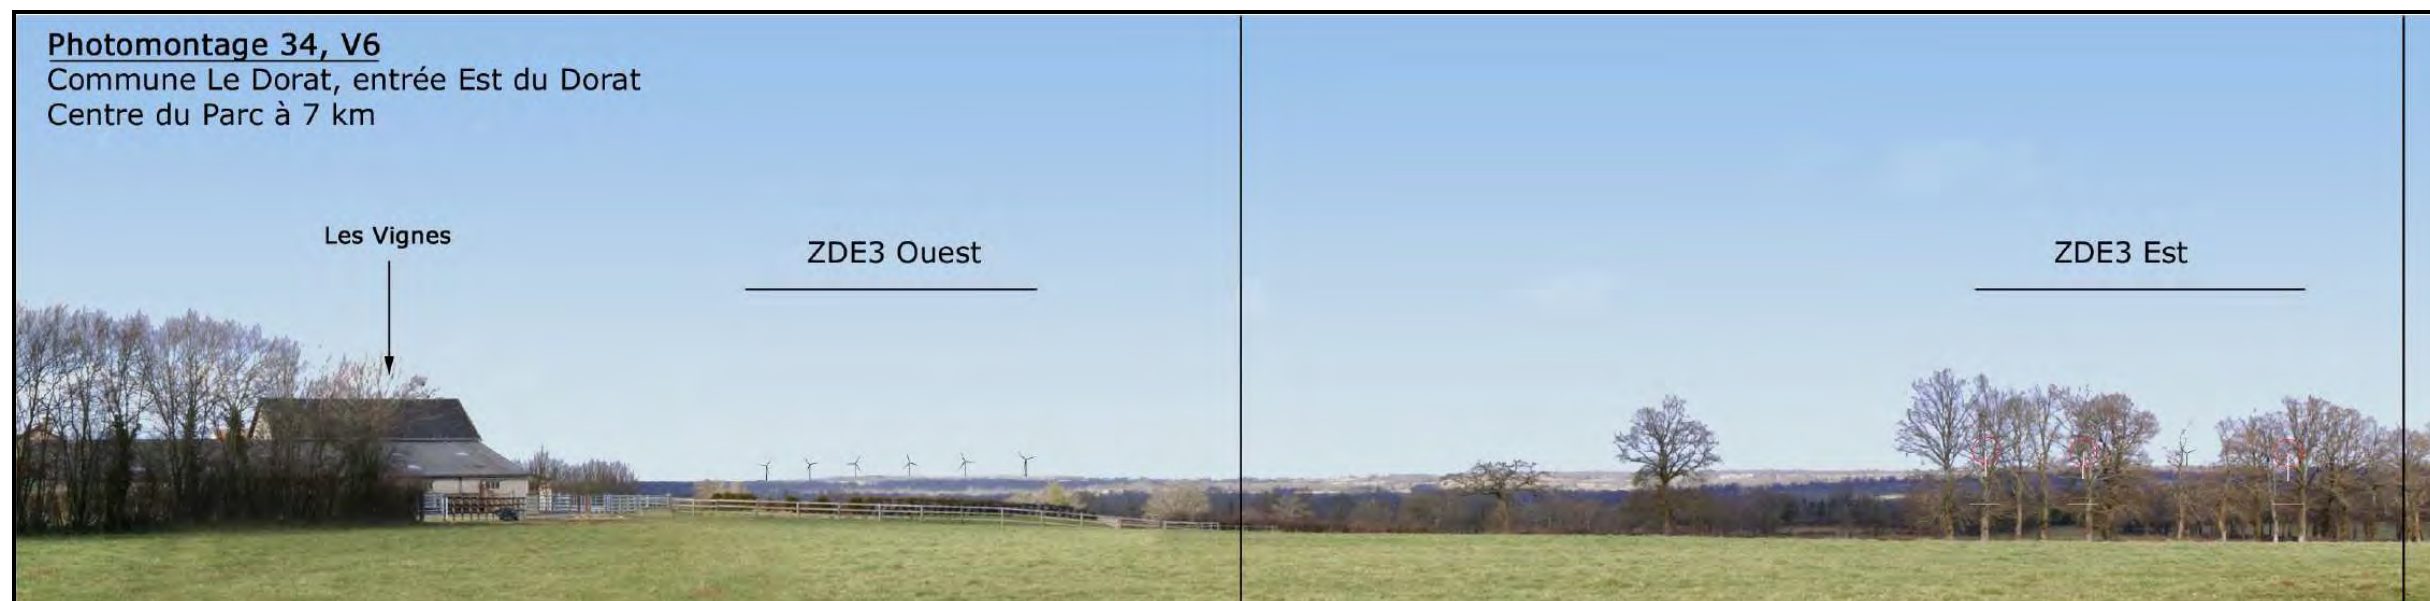 Photomontage 34, V6
Commune Le Dorat, entrée Est du Dorat
Centre du Parc à 7 km
Les Vignes
ZDE3 Ouest
ZDE3 Est